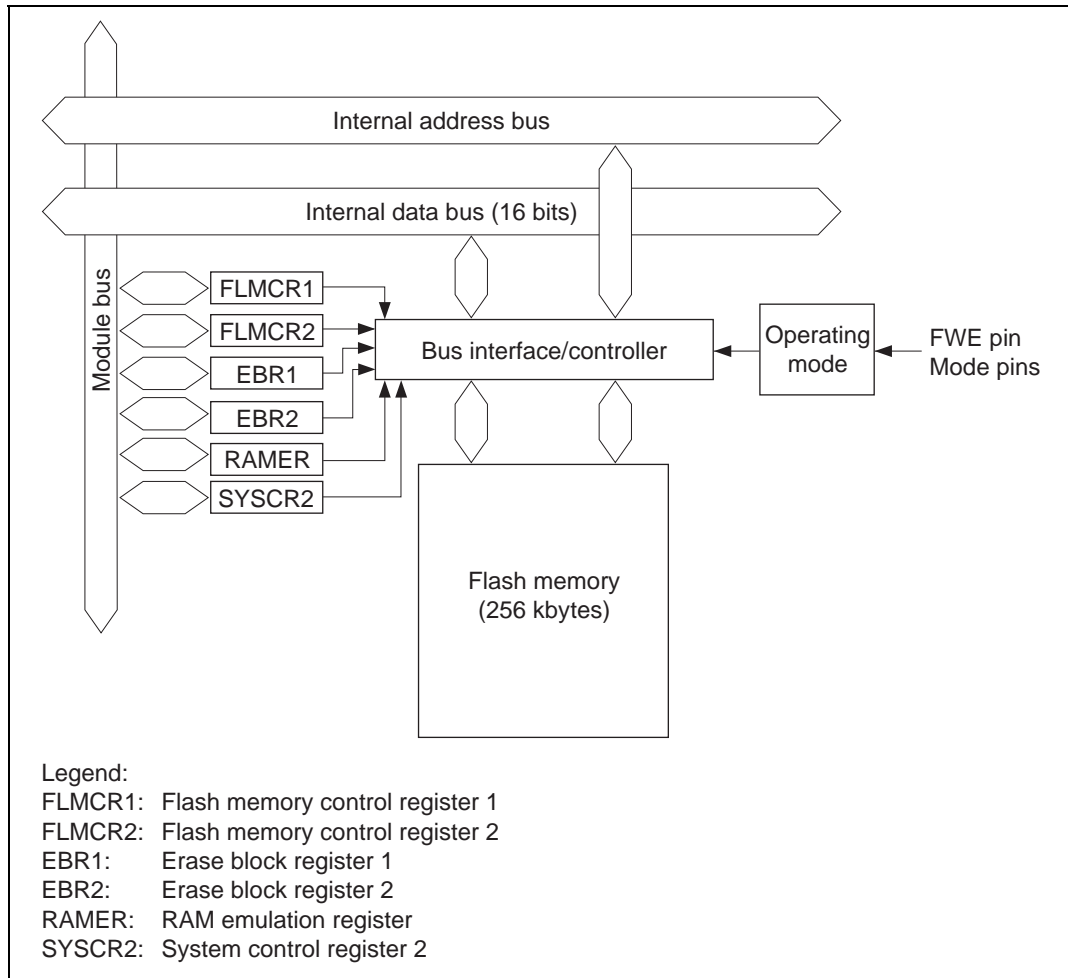 Internal address bus
Internal data bus (16 bits)
Module bus
FLMCR1
FLMCR2
EBR1
EBR2
RAMER
SYSCR2
Bus interface/controller
Operating
mode
FWE pin
Mode pins
Flash memory
(256 kbytes)
Legend:
FLMCR1: Flash memory control register 1
FLMCR2: Flash memory control register 2
EBR1: Erase block register 1
EBR2: Erase block register 2
RAMER: RAM emulation register
SYSCR2: System control register 2